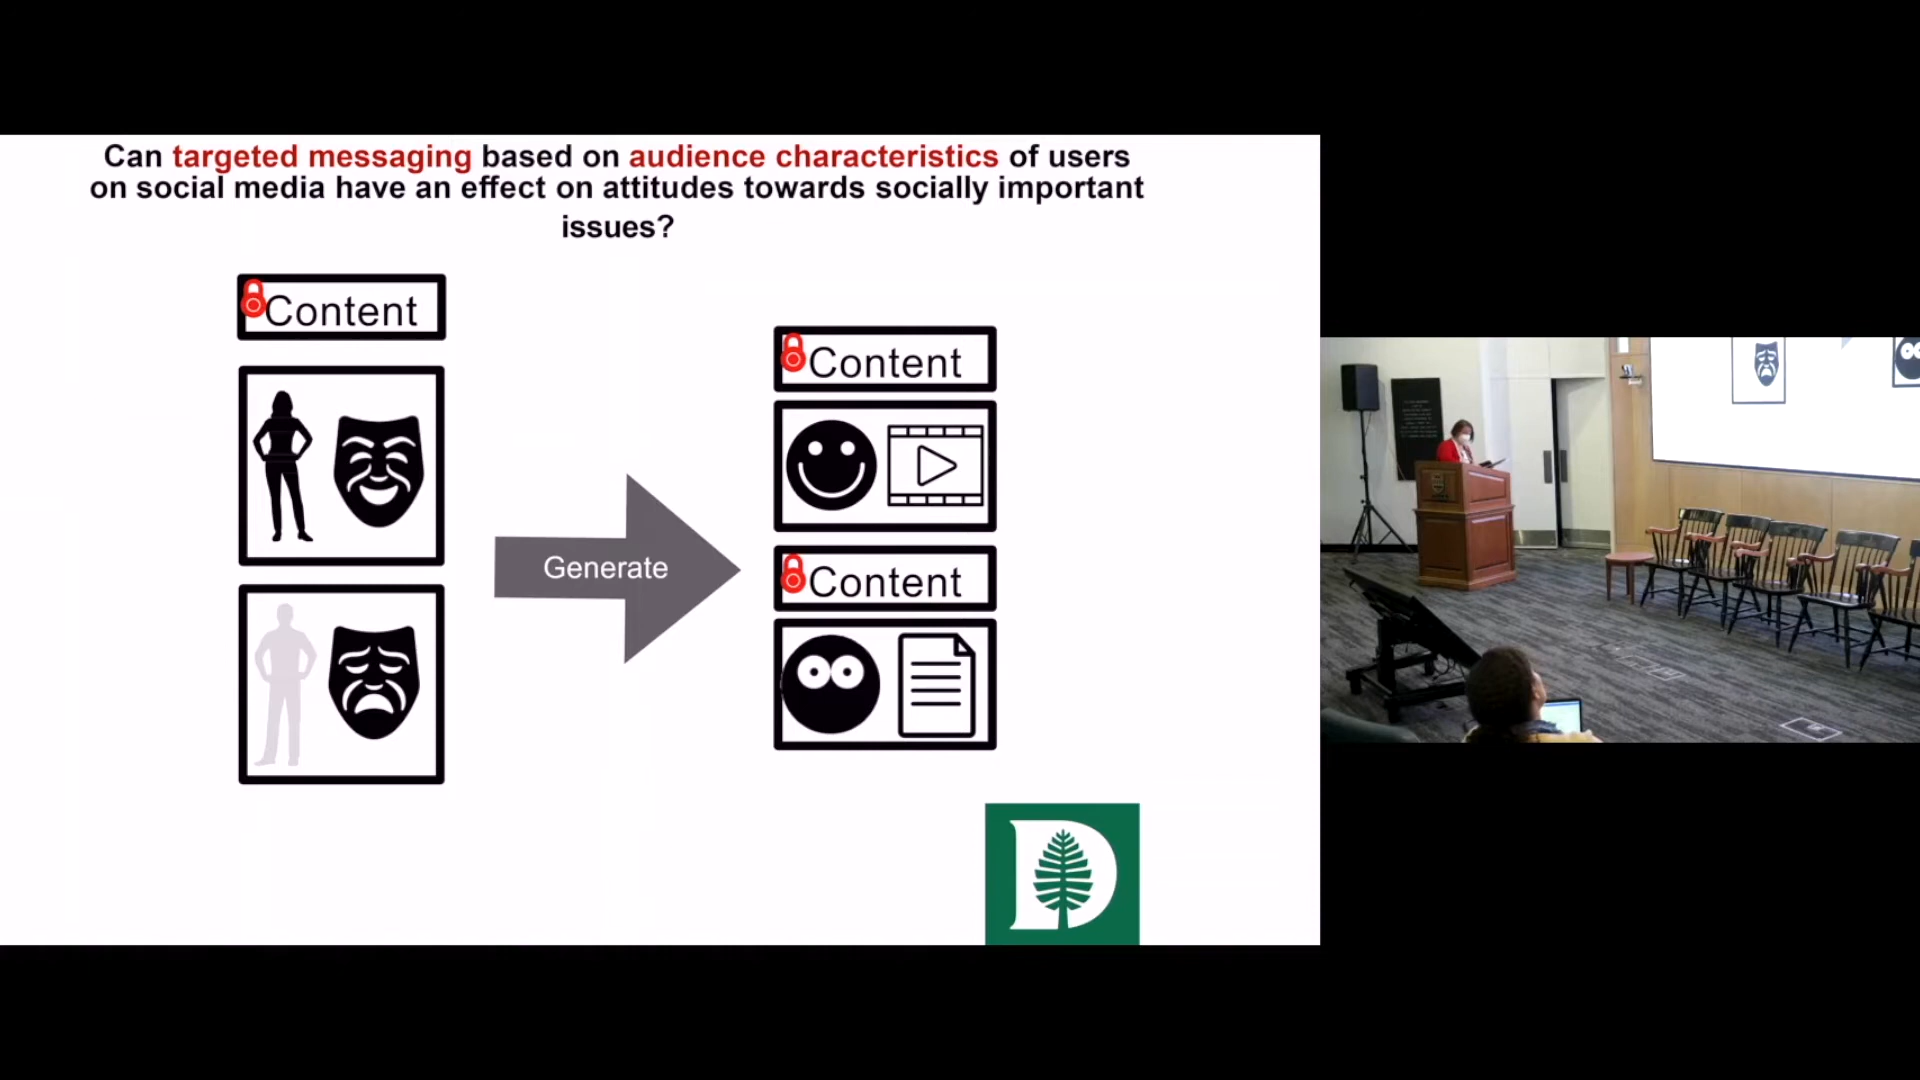 Can targeted messaging based on audience characteristics of users
on social media have an effect on attitudes towards socially important
issues?
Content
Content
Generate
Content
D